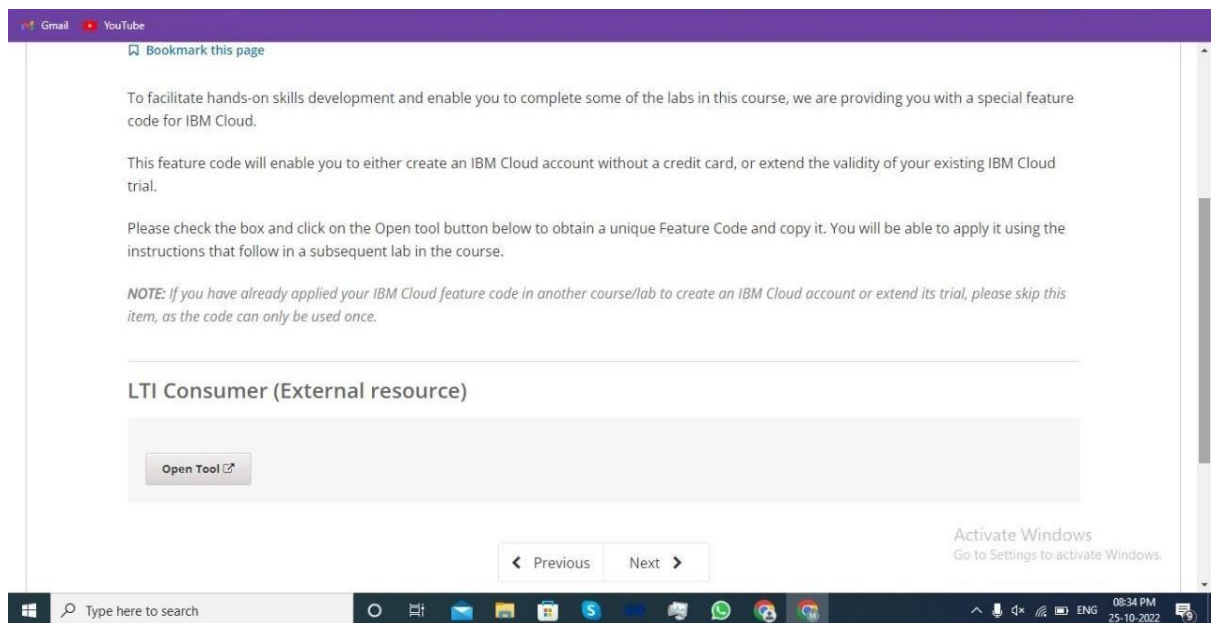 Gmail YouTube
Bookmark this page
To facilitate hands-on skills development and enable you to complete some of the labs in this course, we are providing you with a special feature
code for IBM Cloud.
This feature code will enable you to either create an IBM Cloud account without a credit card, or extend the validity of your existing IBM Cloud
trial.
Please check the box and click on the Open tool button below to obtain a unique Feature Code and copy it. You will be able to apply it using the
instructions that follow in a subsequent lab in the course.
NOTE: If you have already applied your IBM Cloud feature code in another course/lab to create an IBM Cloud account or extend its trial, please skip this
item, as the code can only be used once.
LTI Consumer (External resource)
Open Tool
Activate Windows
Go to Settings to activate Windows.
Previous Next
Type here to search
ENG
08:34 PM
25-10-2022